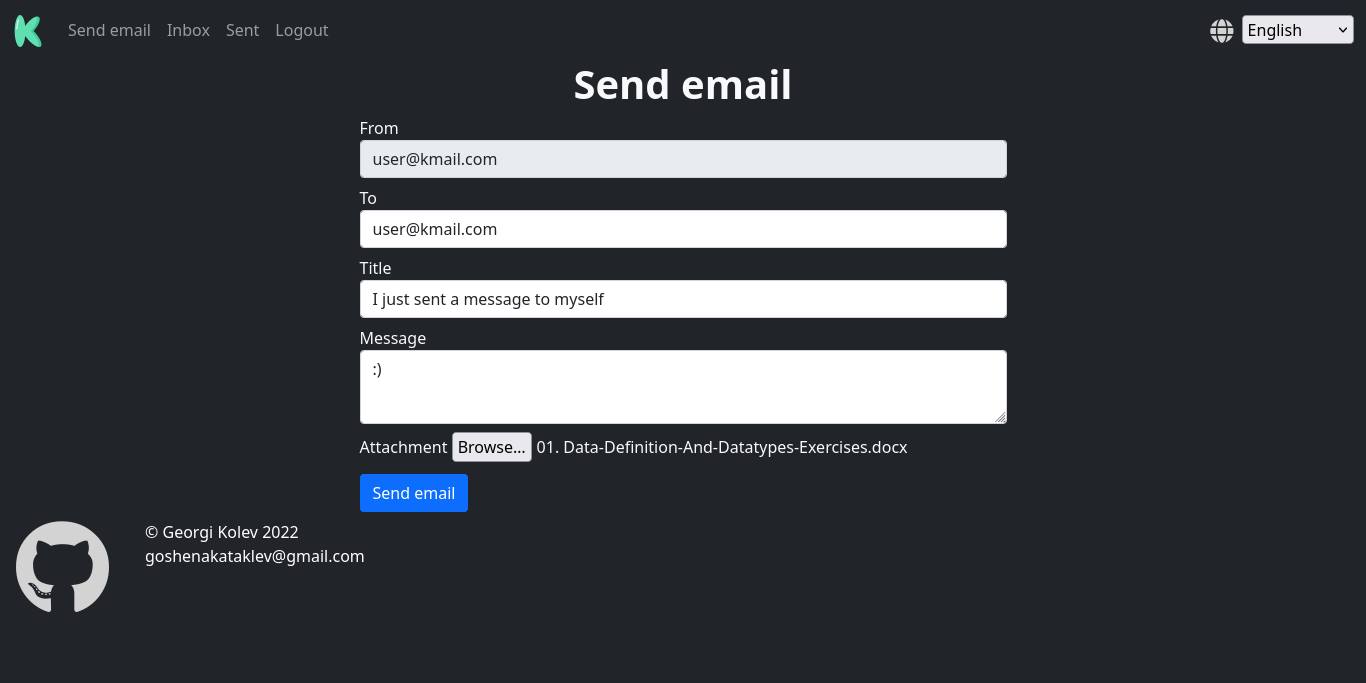 Send email Inbox Sent Logout English
Send email
From
user@kmail.com
To
user@kmail.com
Title
I just sent a message to myself
Message
:)
Attachment Browse... 01. Data-Definition-And-Datatypes-Exercises.docx
Send email
© Georgi Kolev 2022
goshenakataklev@gmail.com